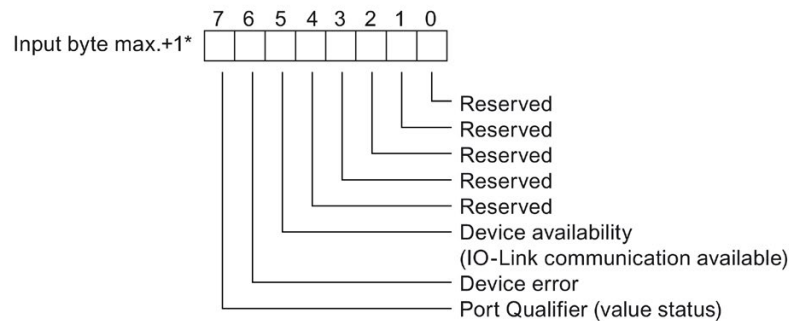 7 6 5 4 3 2 1 0
Input byte max.+1*
Reserved
Reserved
Reserved
Reserved
Reserved
Device availability
(IO-Link communication available)
Device error
Port Qualifier (value status)